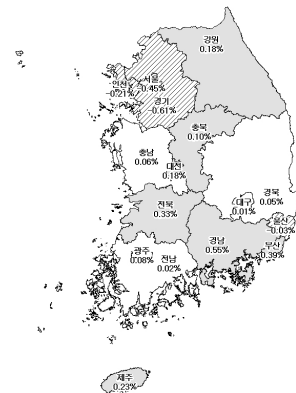 강원
0.18%
서울
-0.45%
인천
-0.21%
경기
-0.61%
충북
0.10%
충남
0.06%
대전
0.18%
경북
0.05%
대구
0.01%
울산
0.03%
전북
0.33%
경남
0.55%
부산
0.39%
광주
0.08%
전남
0.02%
제주
0.23%